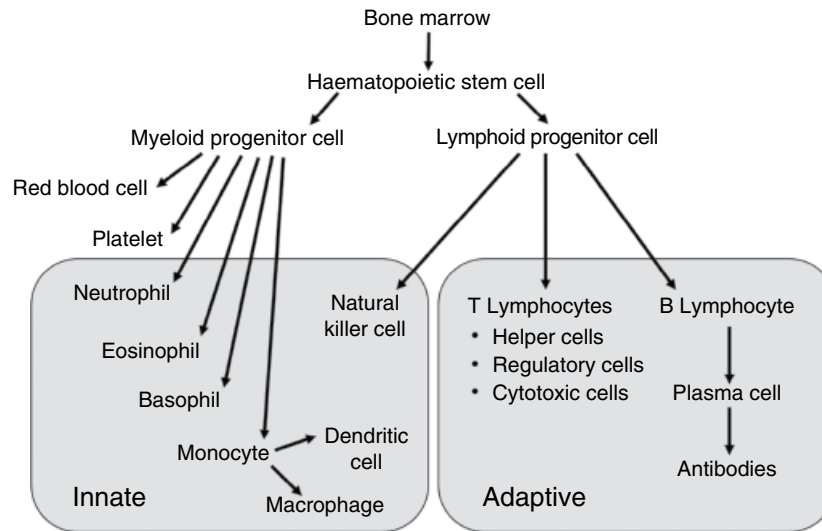 Bone marrow
Haematopoietic stem cell
Myeloid progenitor cell
Lymphoid progenitor cell
Red blood cell
Platelet
Neutrophil
Eosinophil
Basophil
Monocyte
Dendritic
cell
Macrophage
Innate
Natural
killer cell
T Lymphocytes
• Helper cells
• Regulatory cells
• Cytotoxic cells
B Lymphocyte
Plasma cell
Antibodies
Adaptive